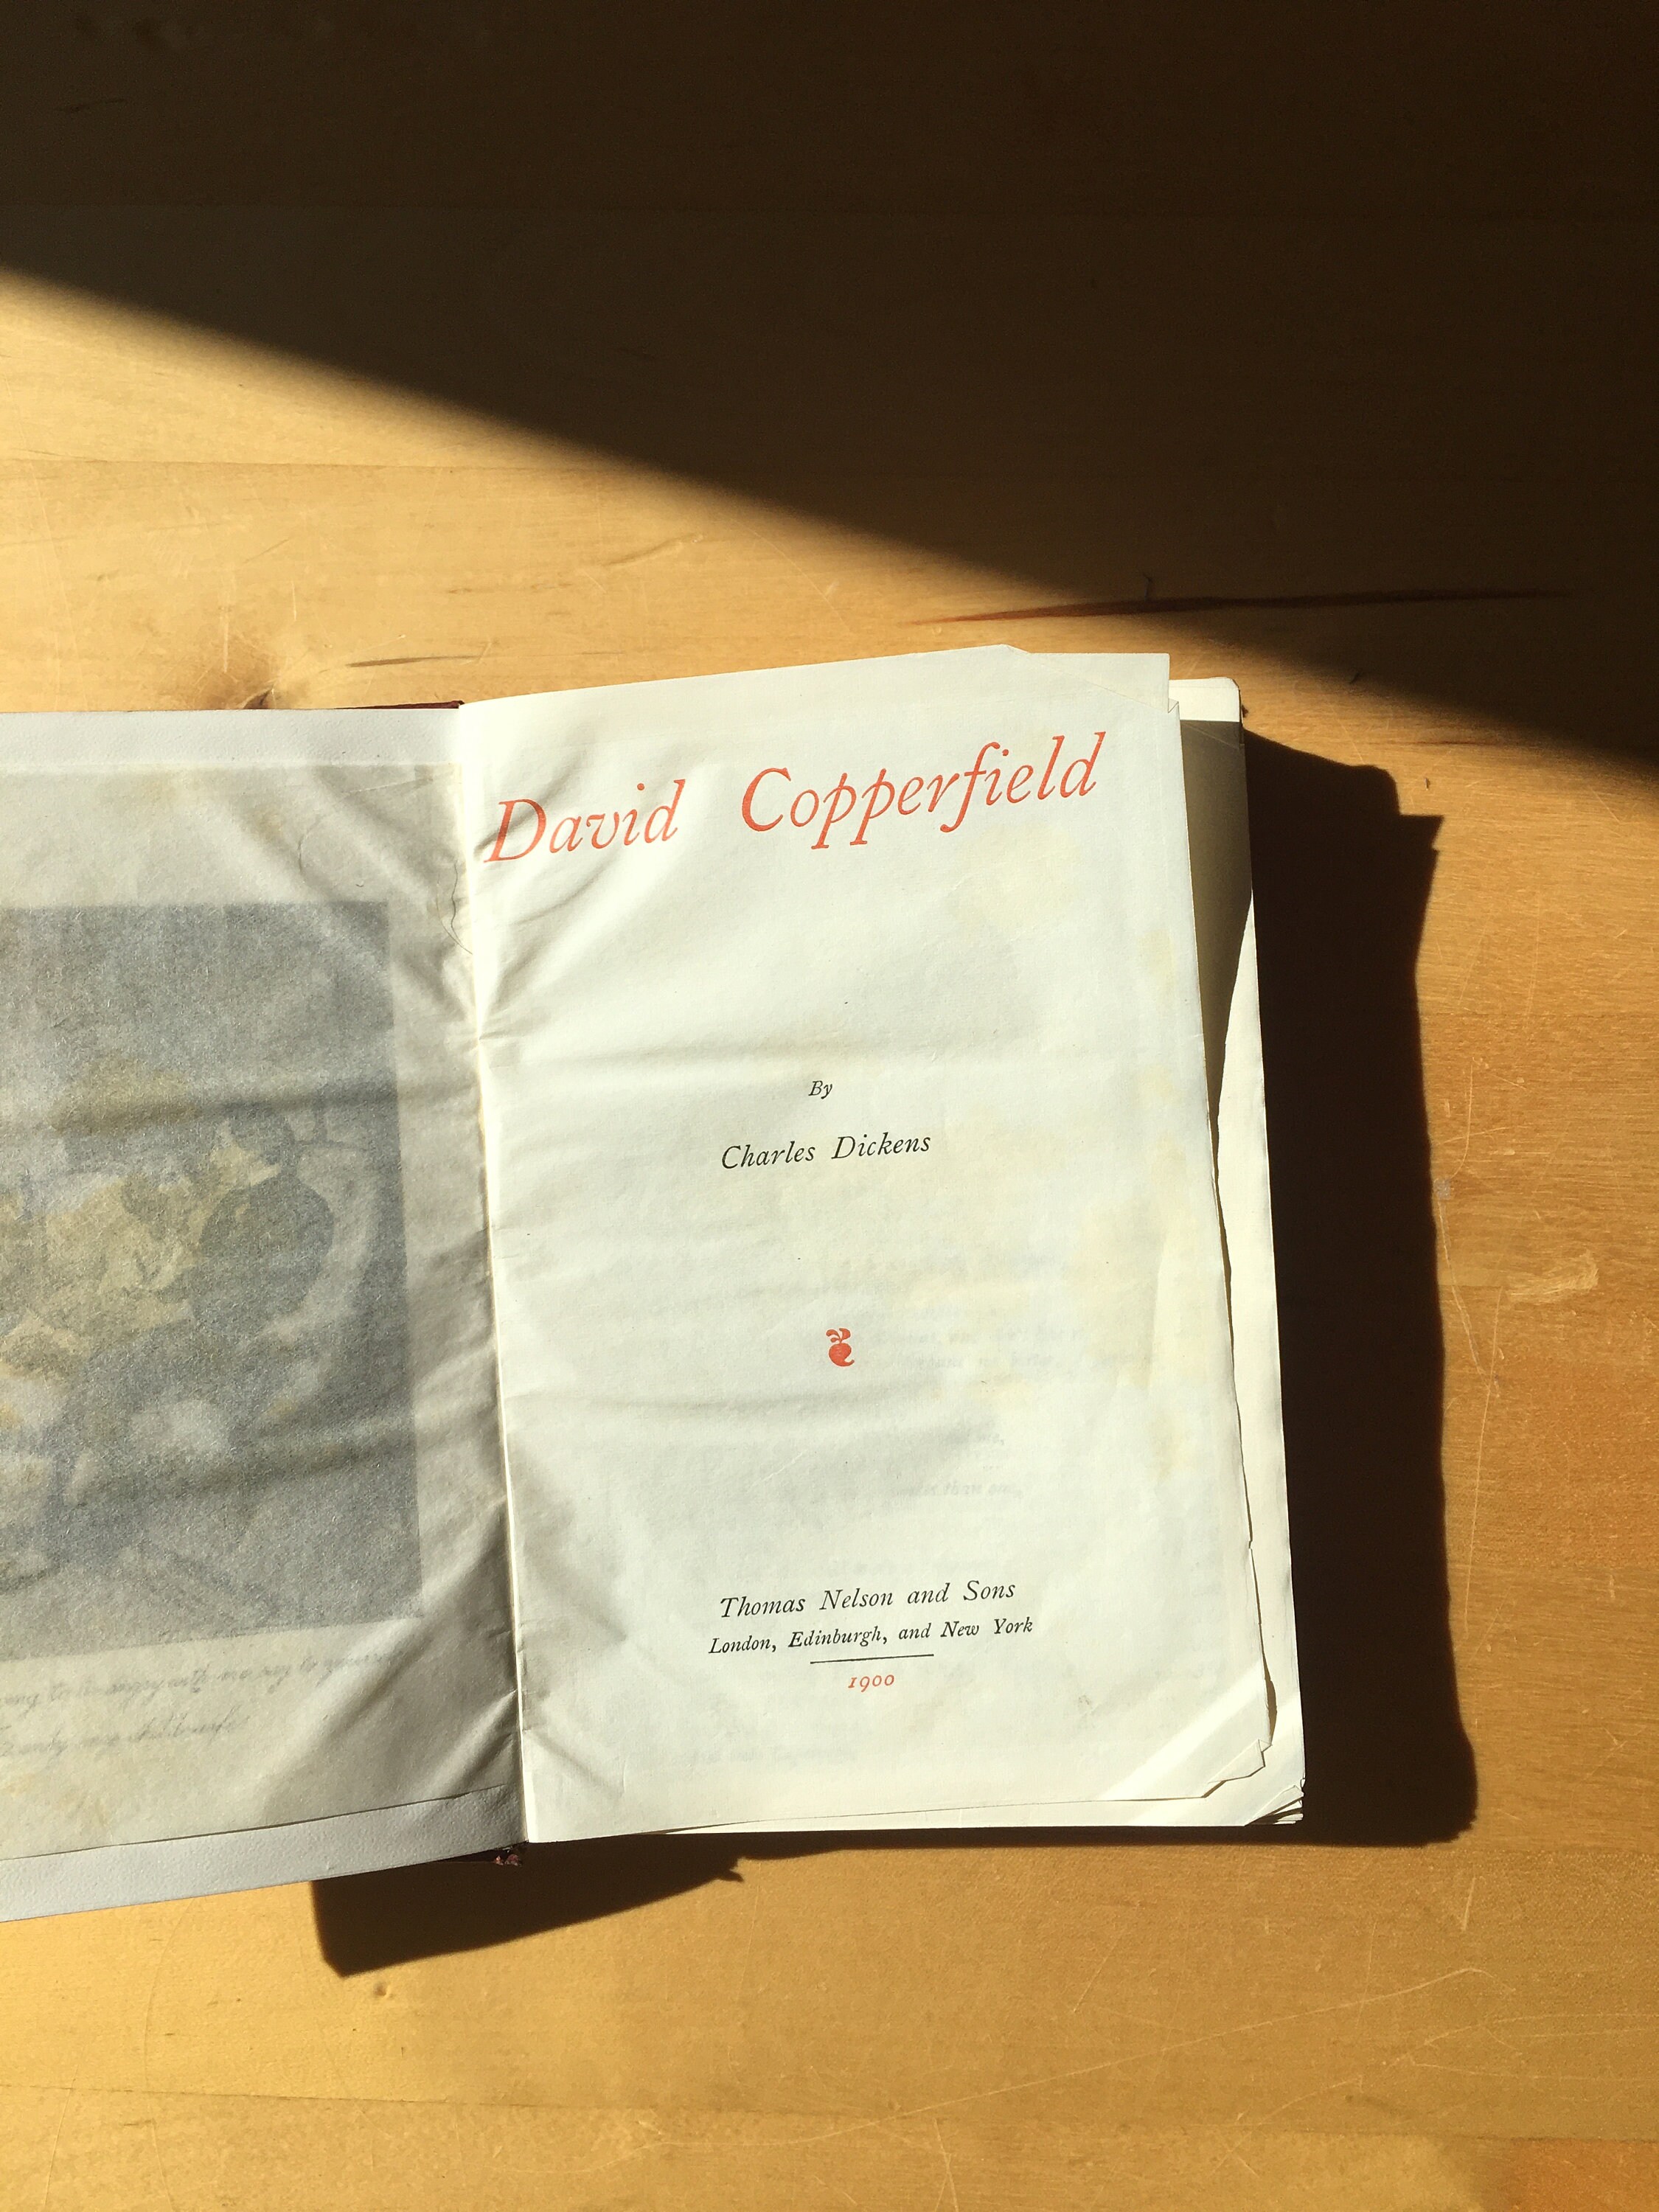 David Copperfield
By
Charles Dickens
Thomas Nelson and Sons
London, Edinburgh, and New York
1900